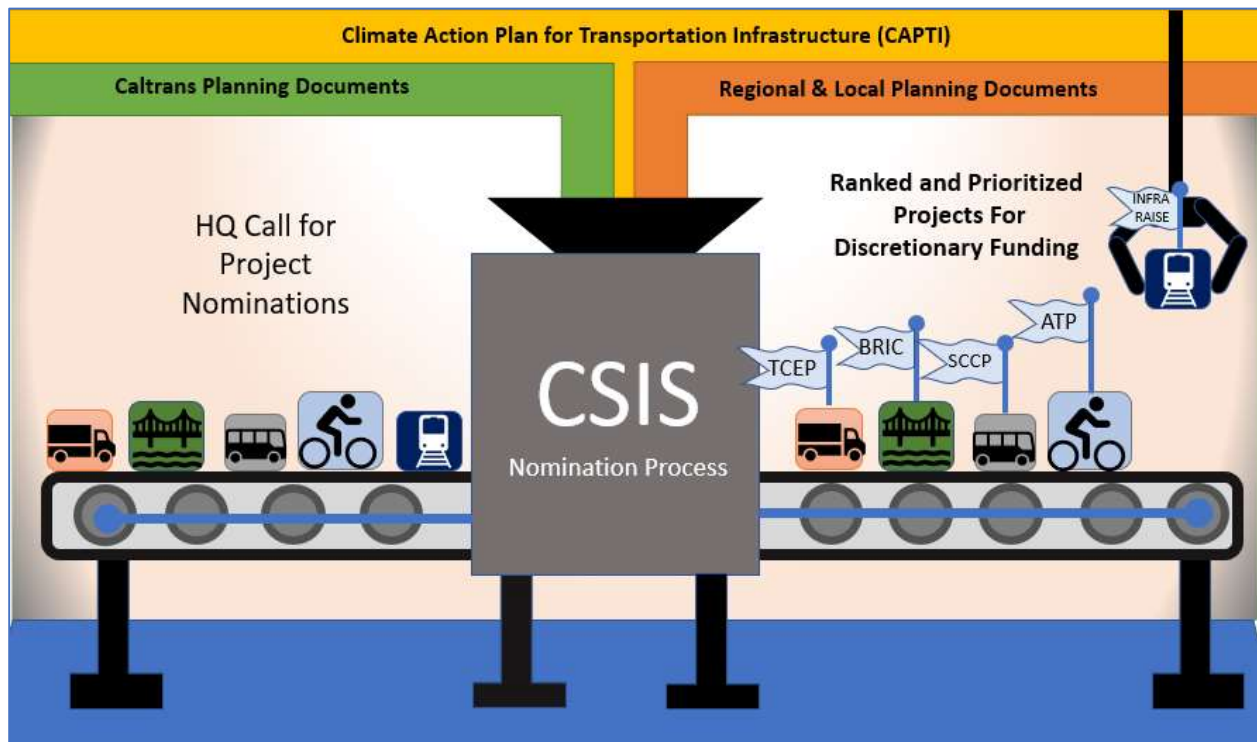 Climate Action Plan for Transportation Infrastructure (CAPTI)
Caltrans Planning Documents
Regional & Local Planning Documents
HQ Call for
Project
Nominations
Ranked and Prioritized
Projects For
Discretionary Funding
INFRA
RAISE
TCEP
BRIC
SCCP
ATP
CSIS
Nomination Process